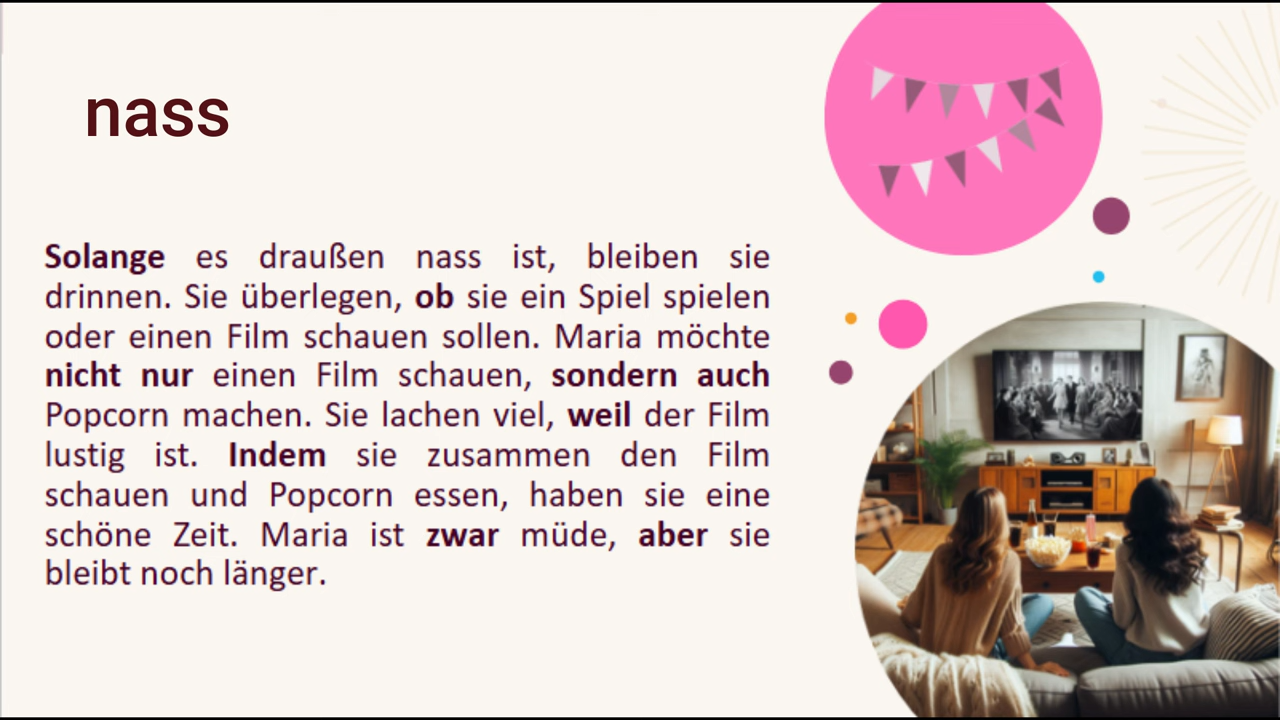 nass
Solange es draußen nass ist, bleiben sie
drinnen. Sie überlegen, ob sie ein Spiel spielen
oder einen Film schauen sollen. Maria möchte
nicht nur einen Film schauen, sondern auch
Popcorn machen. Sie lachen viel, weil der Film
lustig ist. Indem sie zusammen den Film
schauen und Popcorn essen, haben sie eine
schöne Zeit. Maria ist zwar müde, aber sie
bleibt noch länger.